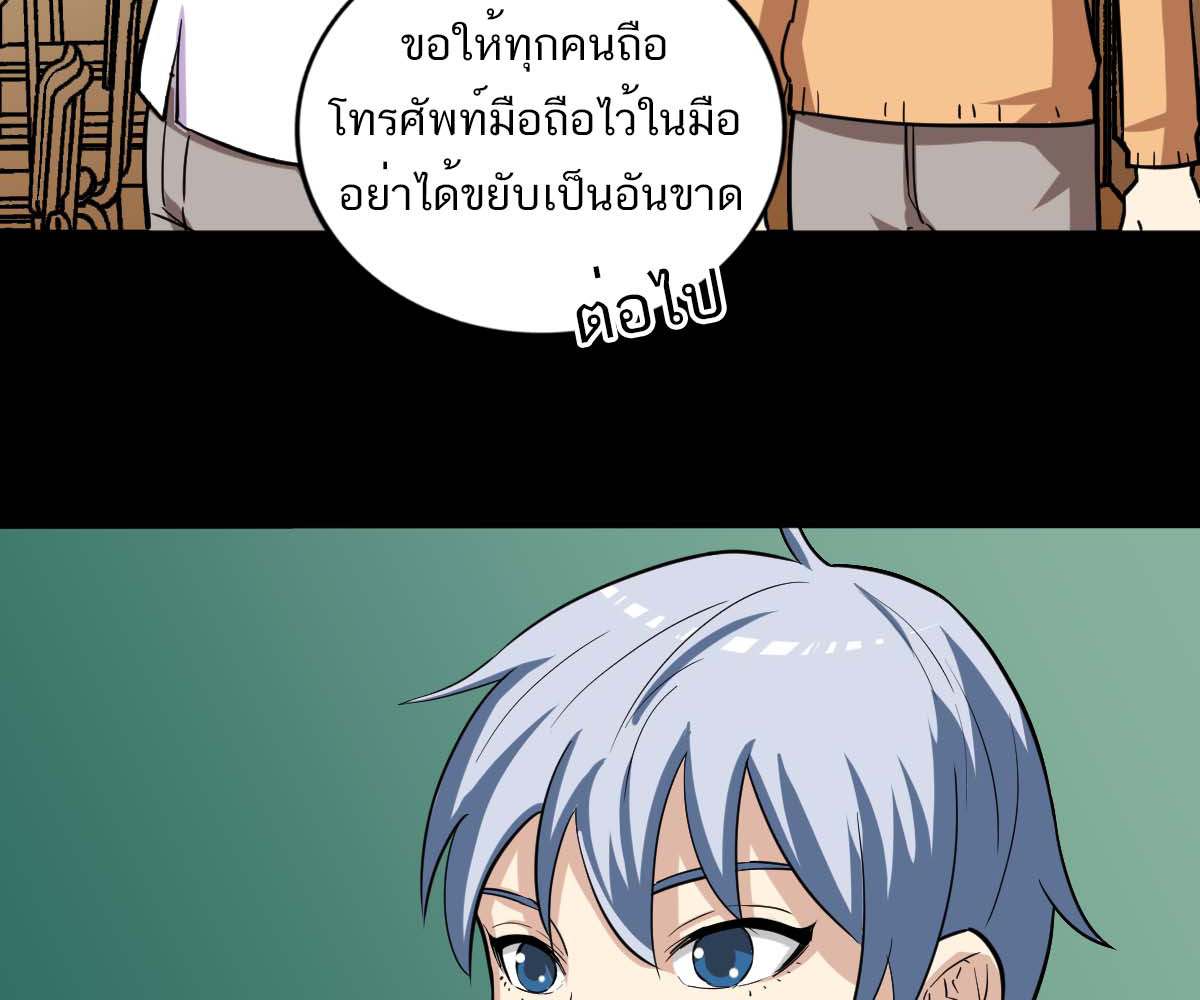 ขอให้ทุกคนถือ
โทรศัพท์มือถือไว้ในมือ
อย่าได้ขยับเป็นอันขาด
ต่อไป